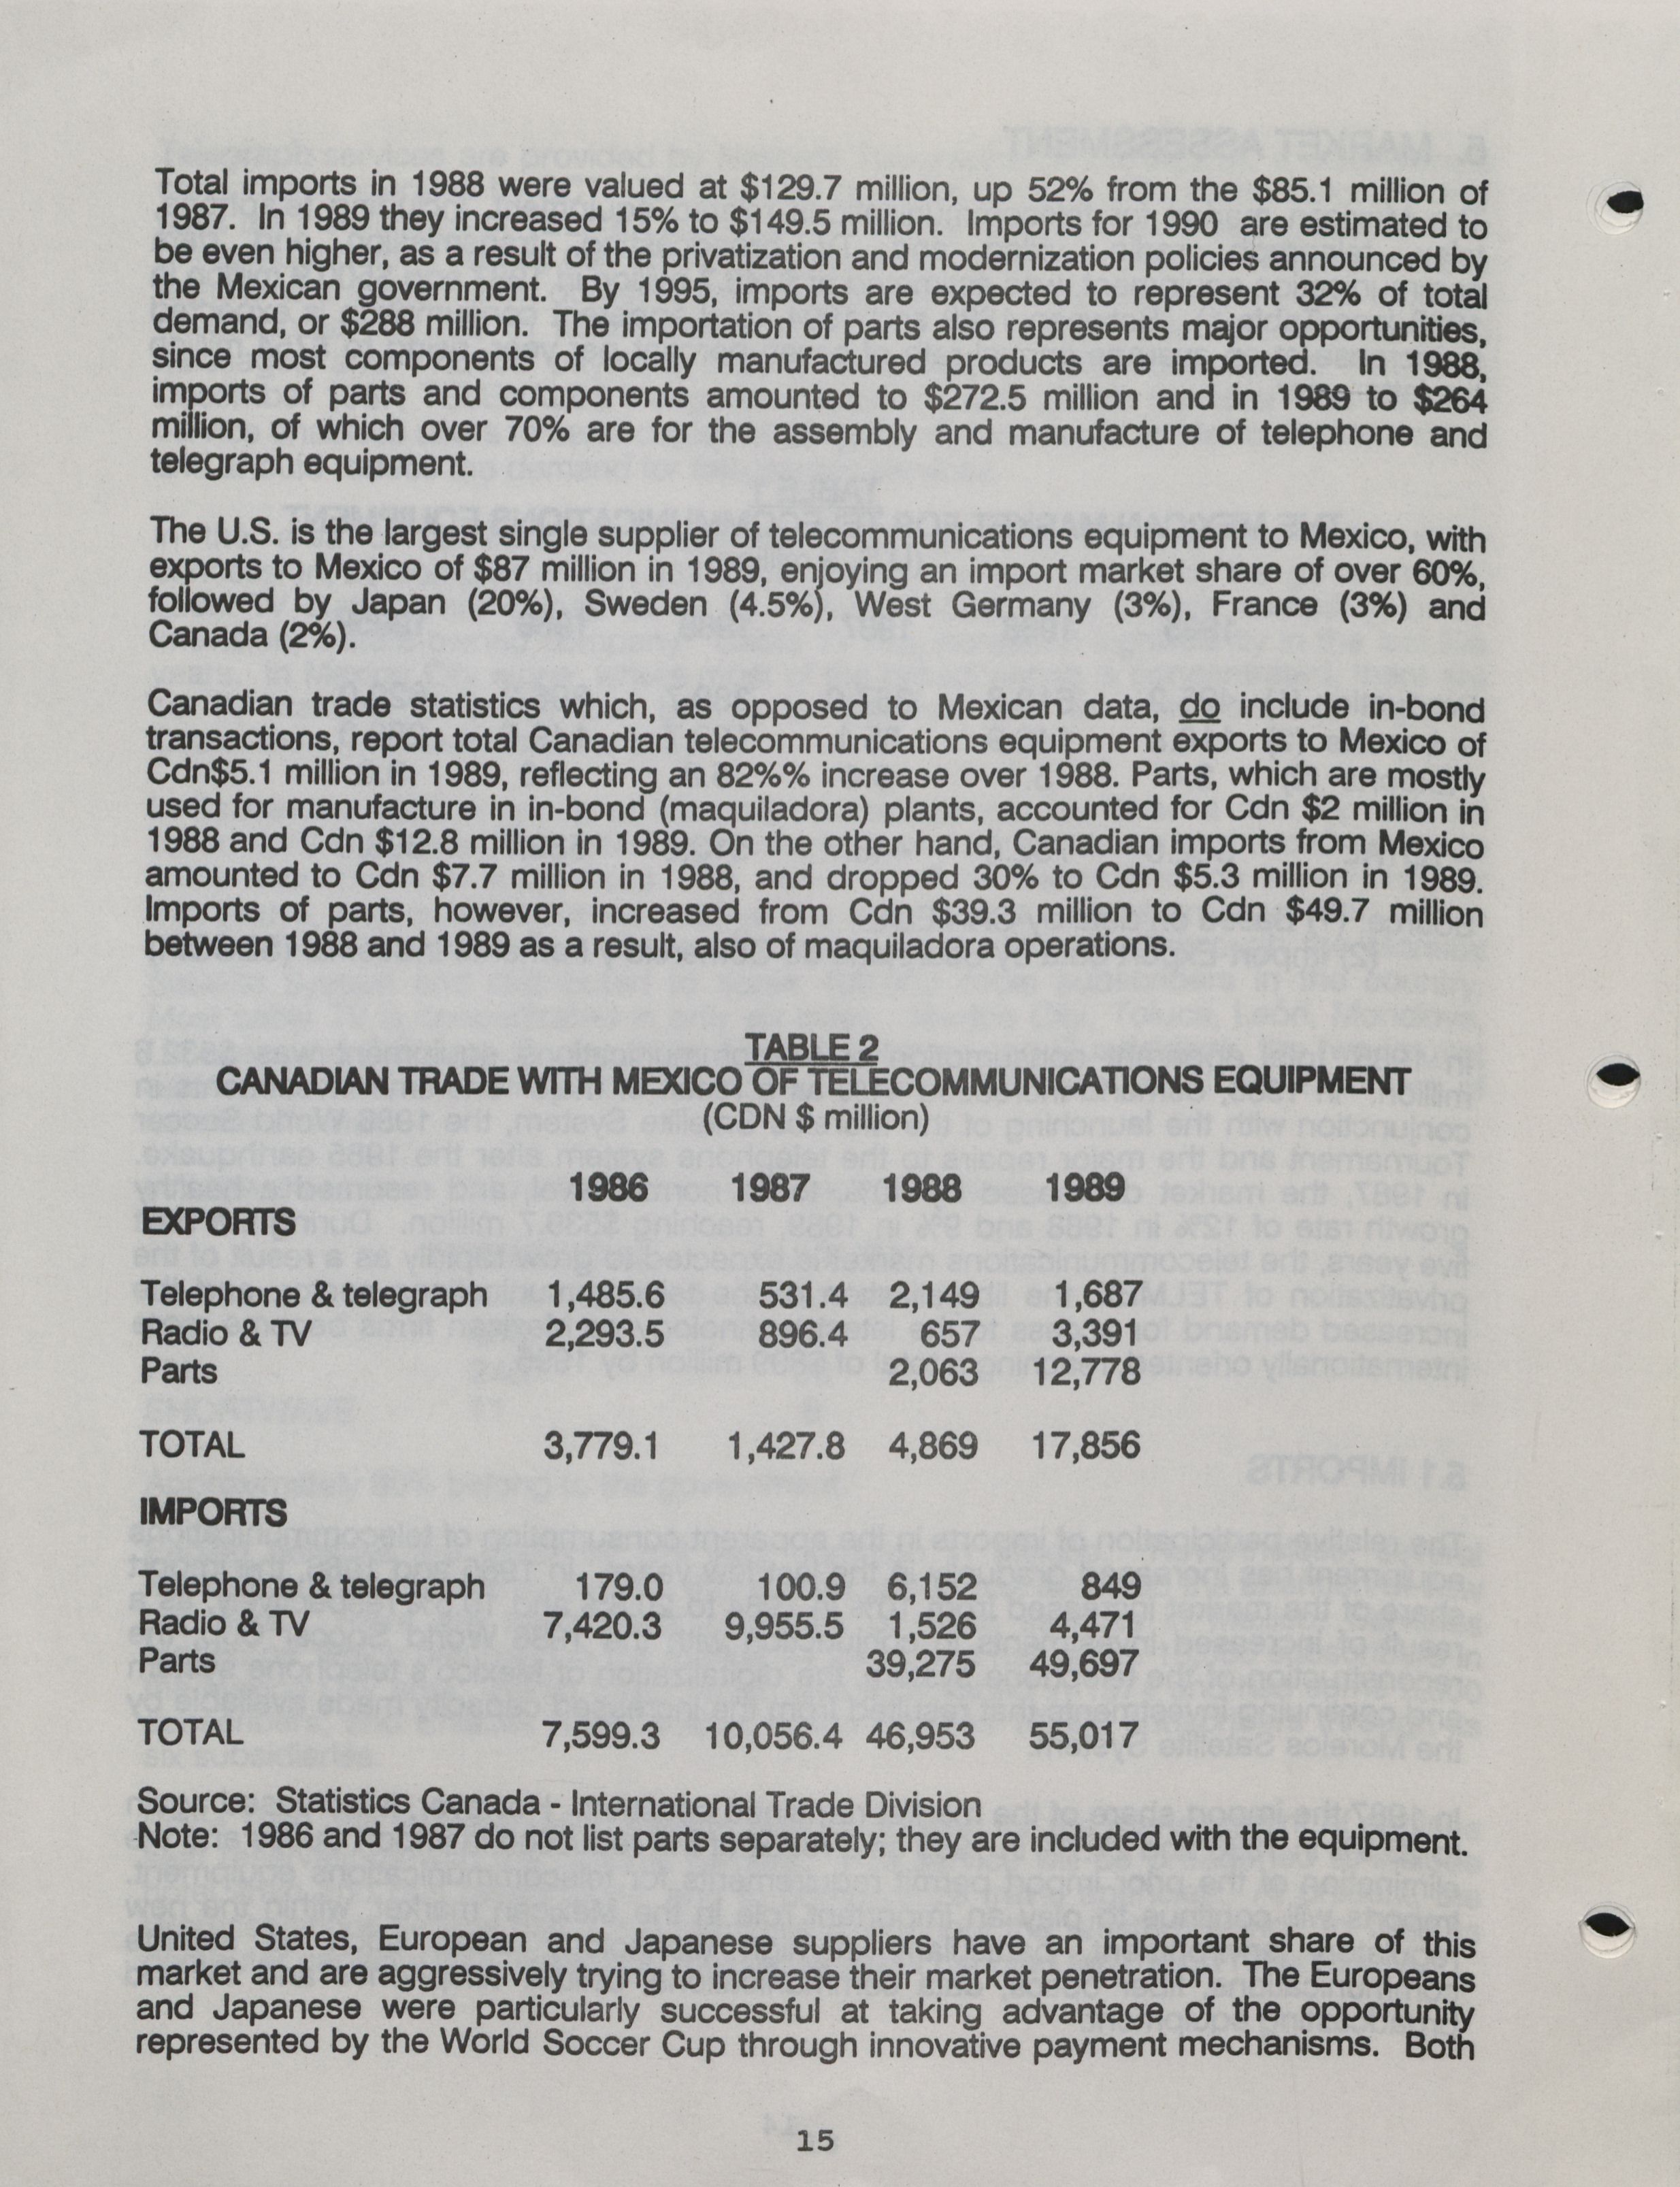 Total imports in 1988 were valued at $129.7 million, up 52% from the $85.1 million of
1987. In 1989 they increased 15% to $149.5 million. Imports for 1990 are estimated to
be even higher, as a result of the privatization and modernization policies announced by
the Mexican government. By 1995, imports are expected to represent 32% of total
demand, or $288 million. The importation of parts also represents major opportunities,
since most components of locally manufactured products are imported. In 1988,
imports of parts and components amounted to $272.5 million and in 1989 to $264
million, of which over 70% are for the assembly and manufacture of telephone and
telegraph equipment.
The U.S. is the largest single supplier of telecommunications equipment to Mexico, with
exports to Mexico of $87 million in 1989, enjoying an import market share of over 60%,
followed by Japan (20%), Sweden (4.5%), West Germany (3%), France (3%) and
Canada (2%).
Canadian trade statistics which, as opposed to Mexican data, do include in-bond
transactions, report total Canadian telecommunications equipment exports to Mexico of
Cdn$5.1 million in 1989, reflecting an 82%% increase over 1988. Parts, which are mostly
used for manufacture in in-bond (maquiladora) plants, accounted for Cdn $2 million in
1988 and Cdn $12.8 million in 1989. On the other hand, Canadian imports from Mexico
amounted to Cdn $7.7 million in 1988, and dropped 30% to Cdn $5.3 million in 1989.
Imports of parts, however, increased from Cdn $39.3 million to Cdn $49.7 million
between 1988 and 1989 as a result, also of maquiladora operations.
TABLE 2
CANADIAN TRADE WITH MEXICO OF TELECOMMUNICATIONS EQUIPMENT
(CDN $ million)
1986 1987 1988 1989
EXPORTS
Telephone & telegraph 1,485.6 531.4 2,149 1,687
Radio & TV 2,293.5 896.4 657 3,391
Parts 2,063 12,778
TOTAL 3,779.1 1,427.8 4,869 17,856
IMPORTS
Telephone & telegraph 179.0 100.9 6,152 849
Radio & TV 7,420.3 9,955.5 1,526 4,471
Parts 39,275 49,697
TOTAL 7,599.3 10,056.4 46,953 55,017
Source: Statistics Canada - International Trade Division
Note: 1986 and 1987 do not list parts separately; they are included with the equipment.
United States, European and Japanese suppliers have an important share of this
market and are aggressively trying to increase their market penetration. The Europeans
and Japanese were particularly successful at taking advantage of the opportunity
represented by the World Soccer Cup through innovative payment mechanisms. Both
15